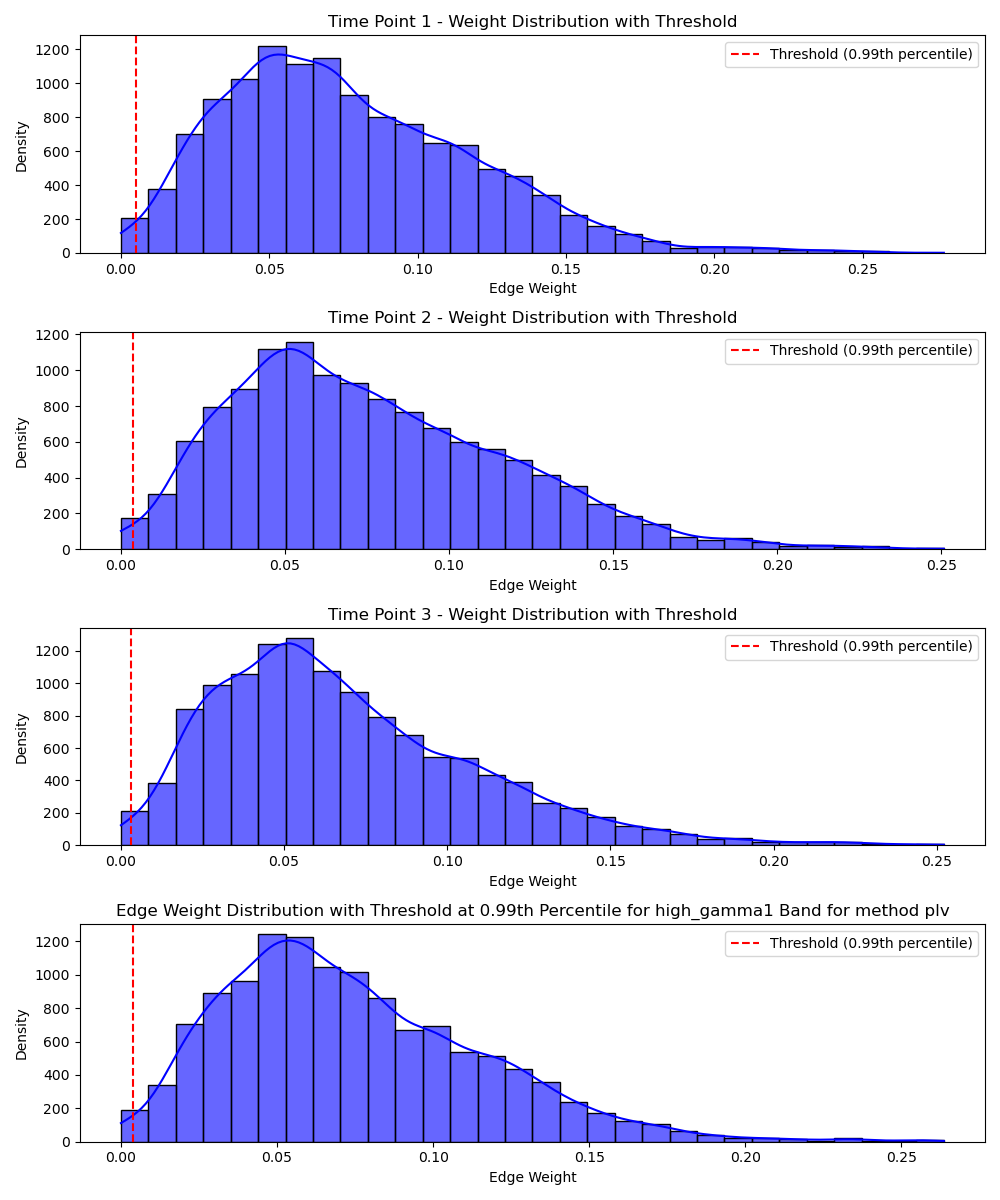 Time Point 1 - Weight Distribution with Threshold
Threshold (0.99th percentile)
Density
1200
1000
800
600
400
200
0
0.00 0.05 0.10 0.15 0.20 0.25
Edge Weight
Time Point 2 - Weight Distribution with Threshold
Threshold (0.99th percentile)
Density
1200
1000
800
600
400
200
0
0.00 0.05 0.10 0.15 0.20 0.25
Edge Weight
Time Point 3 - Weight Distribution with Threshold
Threshold (0.99th percentile)
Density
1200
1000
800
600
400
200
0
0.00 0.05 0.10 0.15 0.20 0.25
Edge Weight
Edge Weight Distribution with Threshold at 0.99th Percentile for high_gamma1 Band for method plv
Threshold (0.99th percentile)
Density
1200
1000
800
600
400
200
0
0.00 0.05 0.10 0.15 0.20 0.25
Edge Weight